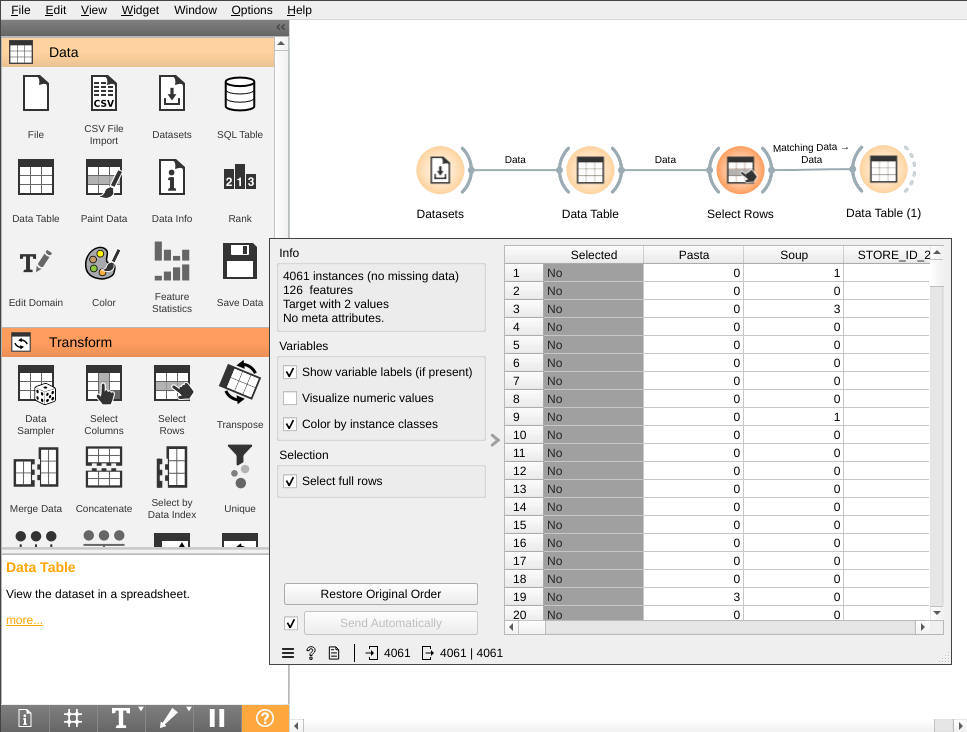 File Edit View Widget Window Options Help
Data
File
CSV File
Import
CSV
Datasets
SQL Table
Data Table
Paint Data
Data Info
2 1 3
Rank
Edit Domain
Color
Feature
Statistics
Save Data
Transform
Data
Sampler
Select
Columns
Select
Rows
Transpose
Merge Data
Concatenate
Select by
Data Index
Unique
Data Table
View the dataset in a spreadsheet.
more...
Data
Data
Matching Data →
Data
Datasets
Data Table
Select Rows
Data Table (1)
Info
4061 instances (no missing data)
126 features
Target with 2 values
No meta attributes.
Variables
Show variable labels (if present)
Visualize numeric values
Color by instance classes
Selection
Select full rows
Restore Original Order
Send Automatically
4061 4061 | 4061
Selected Pasta Soup STORE_ID_2
1 No 0 1
2 No 0 0
3 No 0 3
4 No 0 0
5 No 0 0
6 No 0 0
7 No 0 0
8 No 0 0
9 No 0 1
10 No 0 0
11 No 0 0
12 No 0 0
13 No 0 0
14 No 0 0
15 No 0 0
16 No 0 0
17 No 0 0
18 No 0 0
19 No 3 0
20 No 0 0